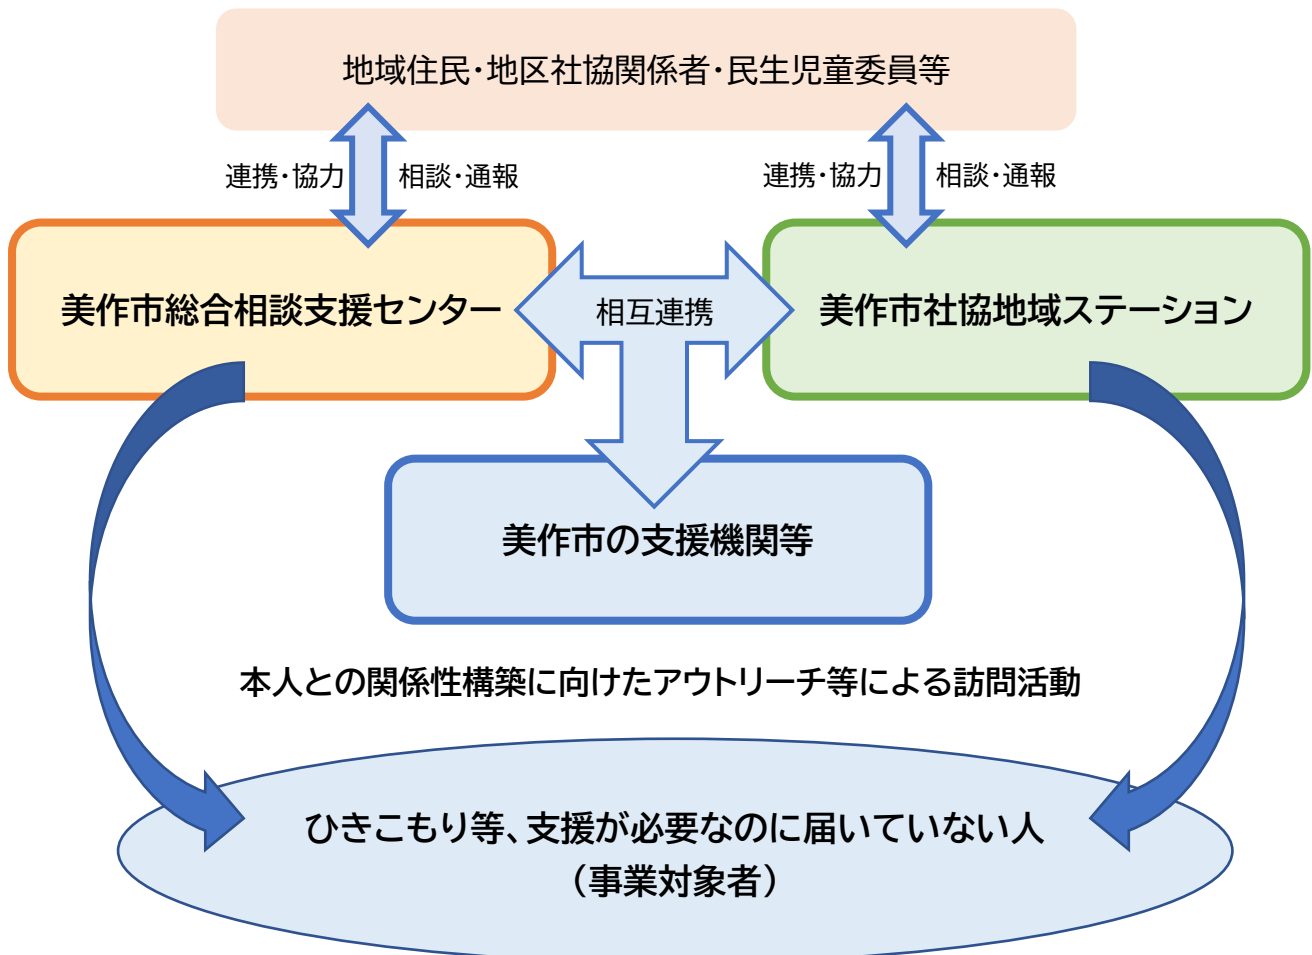 地域住民・地区社協関係者・民生児童委員等
連携・協力
相談・通報
連携・協力
相談・通報
美作市総合相談支援センター
相互連携
美作市社協地域ステーション
美作市の支援機関等
本人との関係性構築に向けたアウトリーチ等による訪問活動
ひきこもり等、支援が必要なのに届いていない人
（事業対象者）